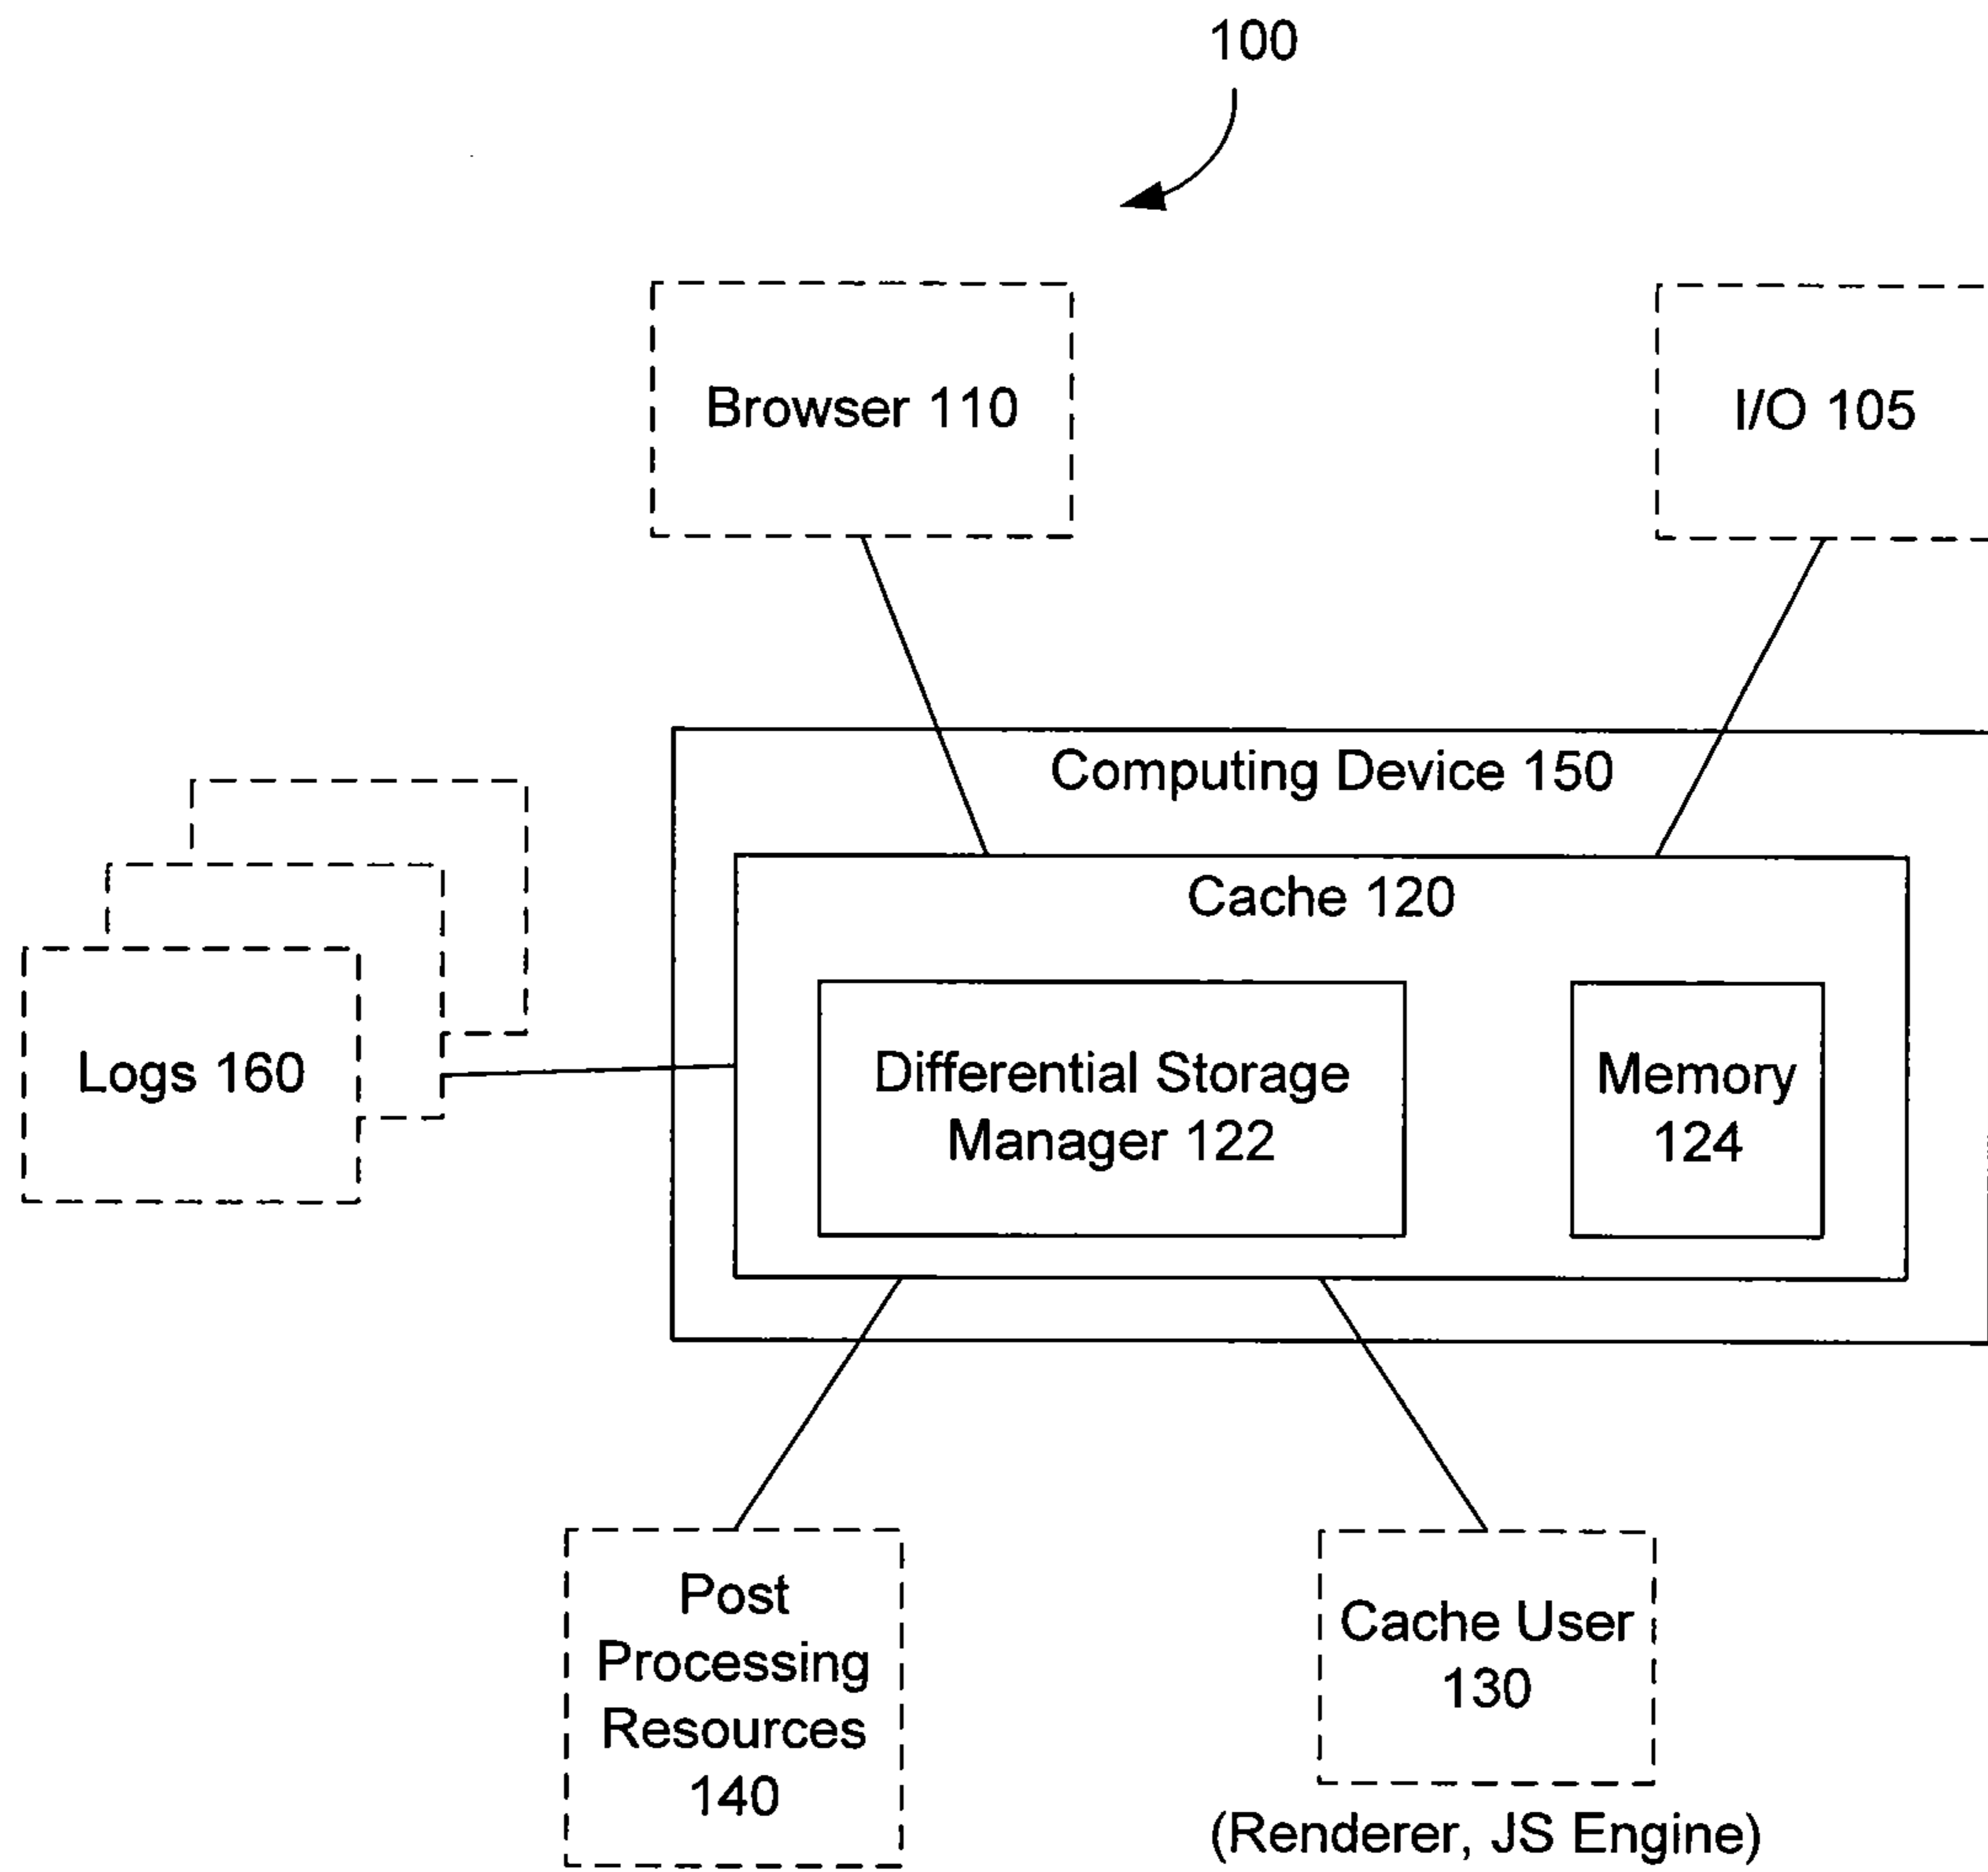 100
Browser 110
I/O 105
Computing Device 150
Cache 120
Logs 160
Differential Storage
Manager 122
Memory
124
Post
Processing
Resources
140
Cache User
130
(Renderer, JS Engine)